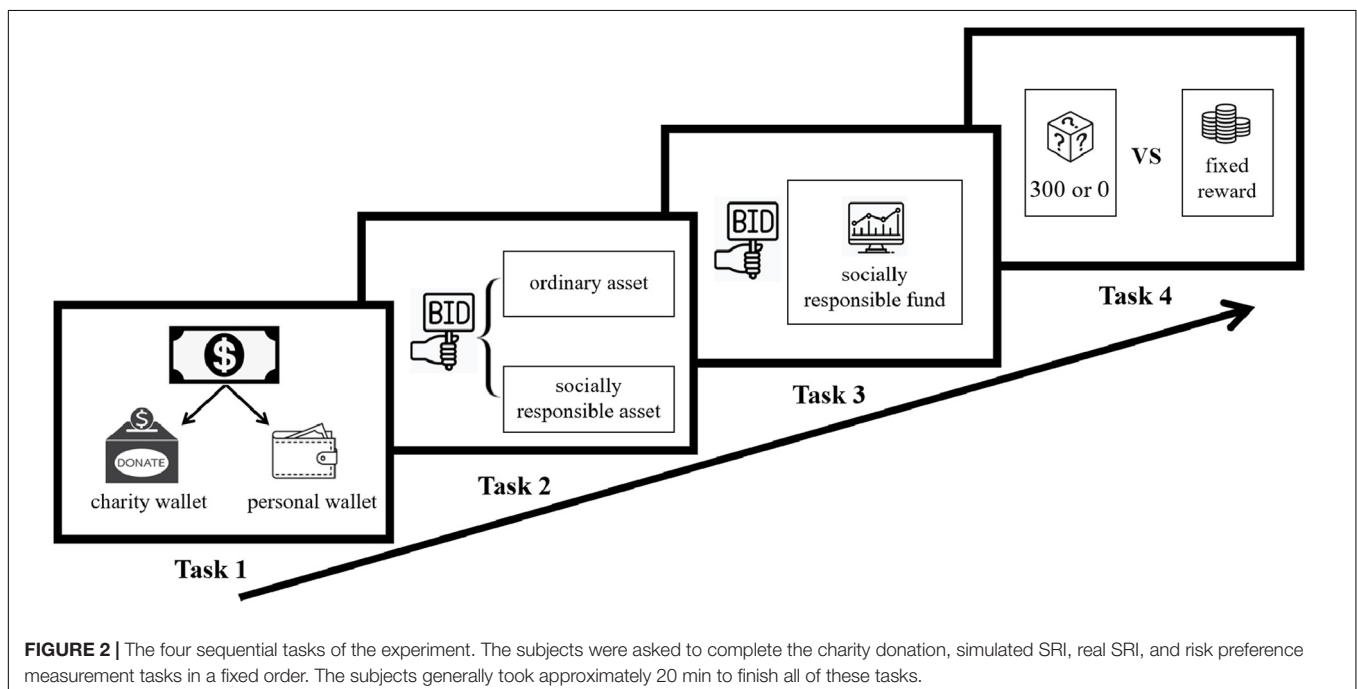 DONATE
charity wallet
personal wallet
Task 1
BID
ordinary asset
socially
responsible asset
Task 2
BID
socially
responsible fund
Task 3
? ? ?
300 or 0
VS
fixed
reward
Task 4
FIGURE 2 | The four sequential tasks of the experiment. The subjects were asked to complete the charity donation, simulated SRI, real SRI, and risk preference
measurement tasks in a fixed order. The subjects generally took approximately 20 min to finish all of these tasks.